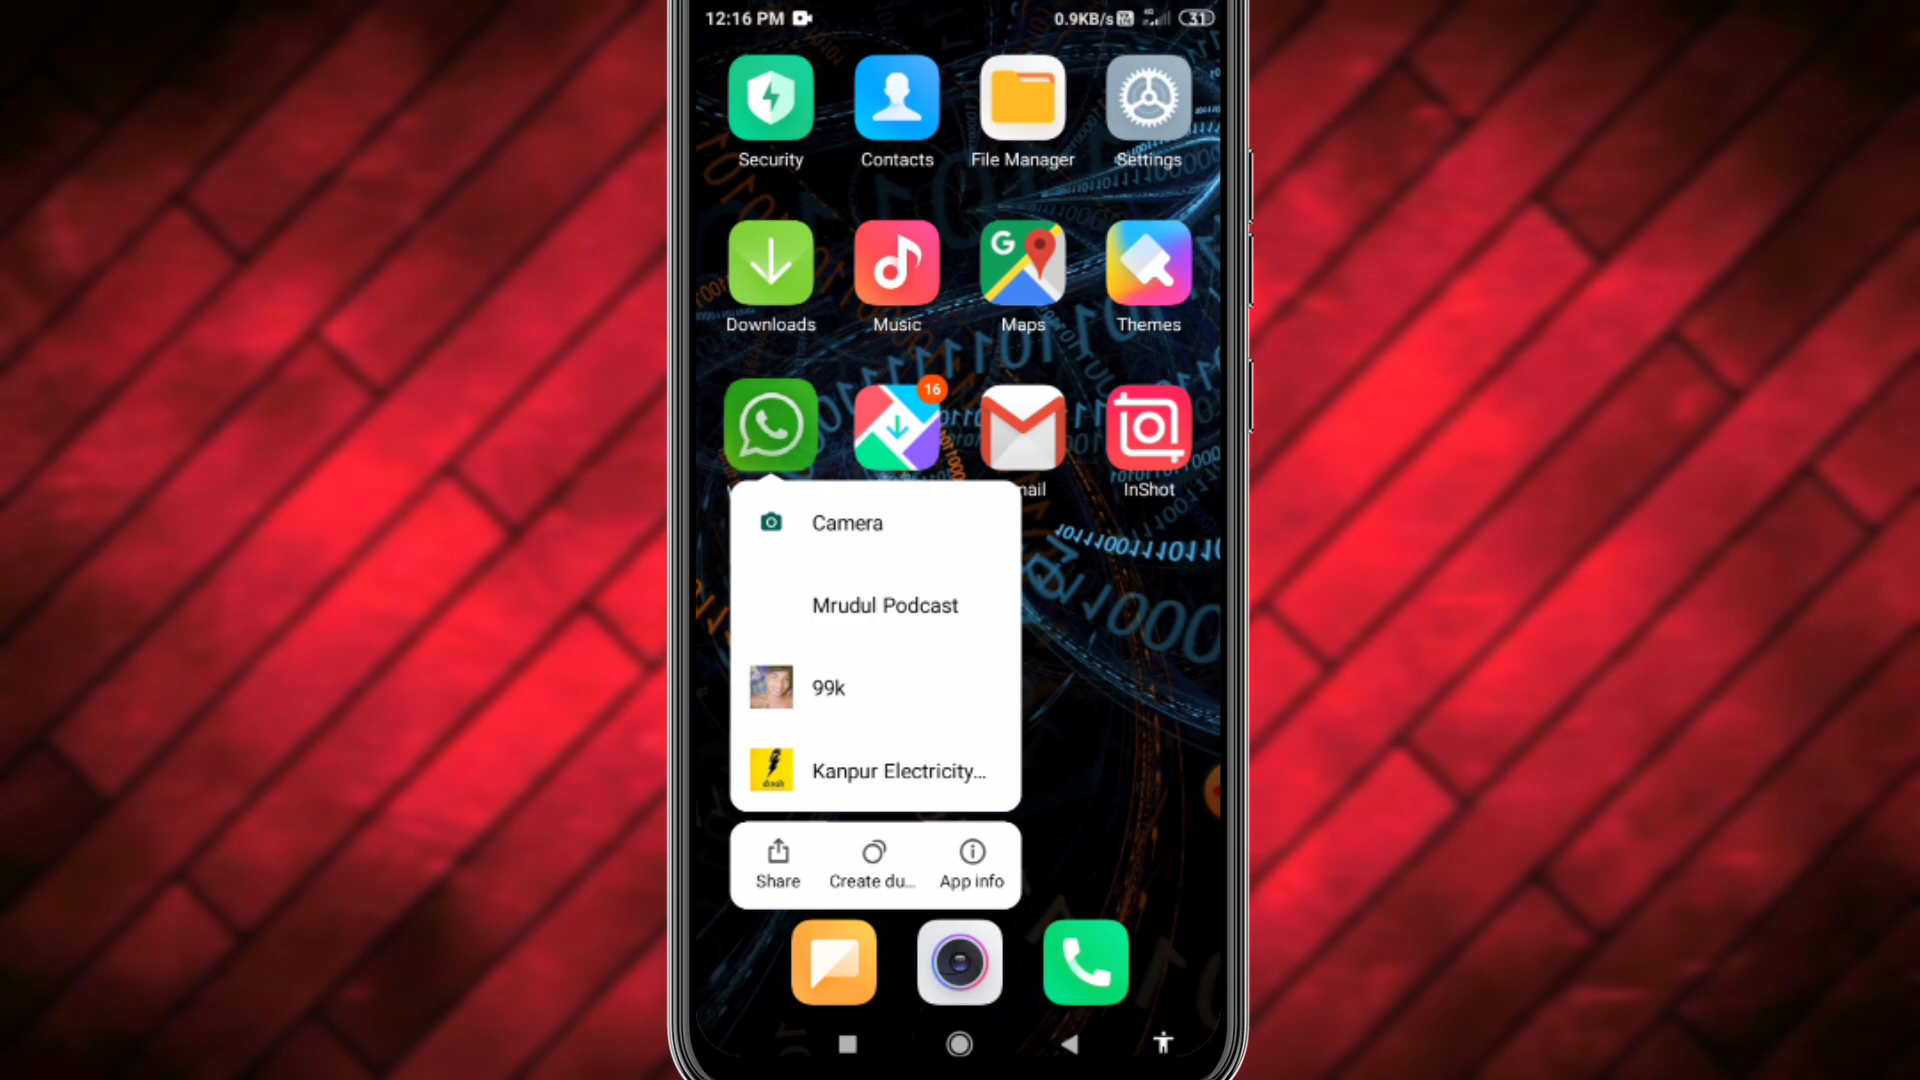 12:16 PM 0.9KB/s 31
Security Contacts File Manager Settings
Downloads Music Maps Themes
16
mail InShot
Camera
Mrudul Podcast
99k
Kanpur Electricity...
Share Create du... App info